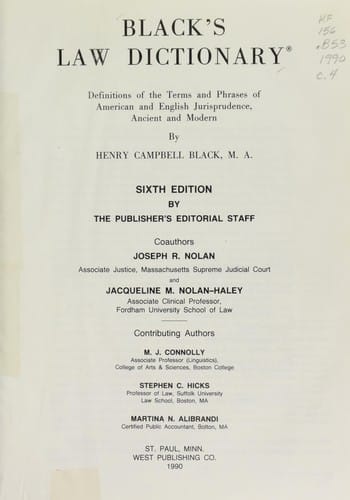 BLACK'S
LAW DICTIONARY®
HF
156
.B53
1990
c.4
Definitions of the Terms and Phrases of
American and English Jurisprudence,
Ancient and Modern
By
HENRY CAMPBELL BLACK, M. A.
SIXTH EDITION
BY
THE PUBLISHER'S EDITORIAL STAFF
Coauthors
JOSEPH R. NOLAN
Associate Justice, Massachusetts Supreme Judicial Court
and
JACQUELINE M. NOLAN-HALEY
Associate Clinical Professor,
Fordham University School of Law
Contributing Authors
M. J. CONNOLLY
Associate Professor (Linguistics),
College of Arts & Sciences, Boston College
STEPHEN C. HICKS
Professor of Law, Suffolk University
Law School, Boston, MA
MARTINA N. ALIBRANDI
Certified Public Accountant, Bolton, MA
ST. PAUL, MINN.
WEST PUBLISHING CO.
1990